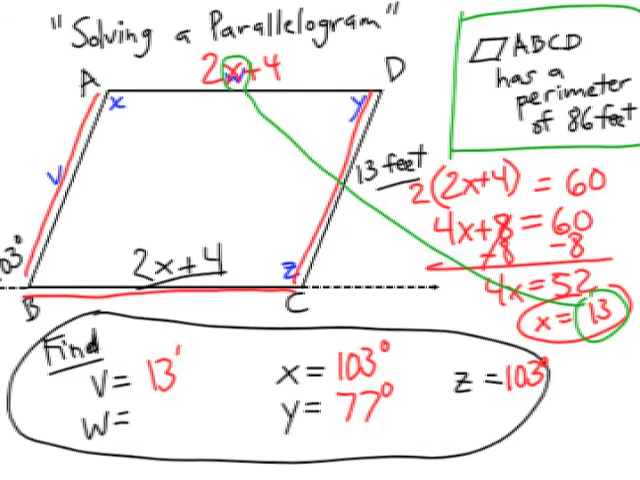 "Solving a Parallelogram"
2x+4
w
A
D
x
y
▱ABCD
has a
perimeter
of 86 feet
v
13 feet
2(2x+4) = 60
4x+8=60
-8 -8
4x=52
x=13
03°
2x+4
z
B
C
Find
v= 13'
x= 103°
z=103°
w=
y= 77°